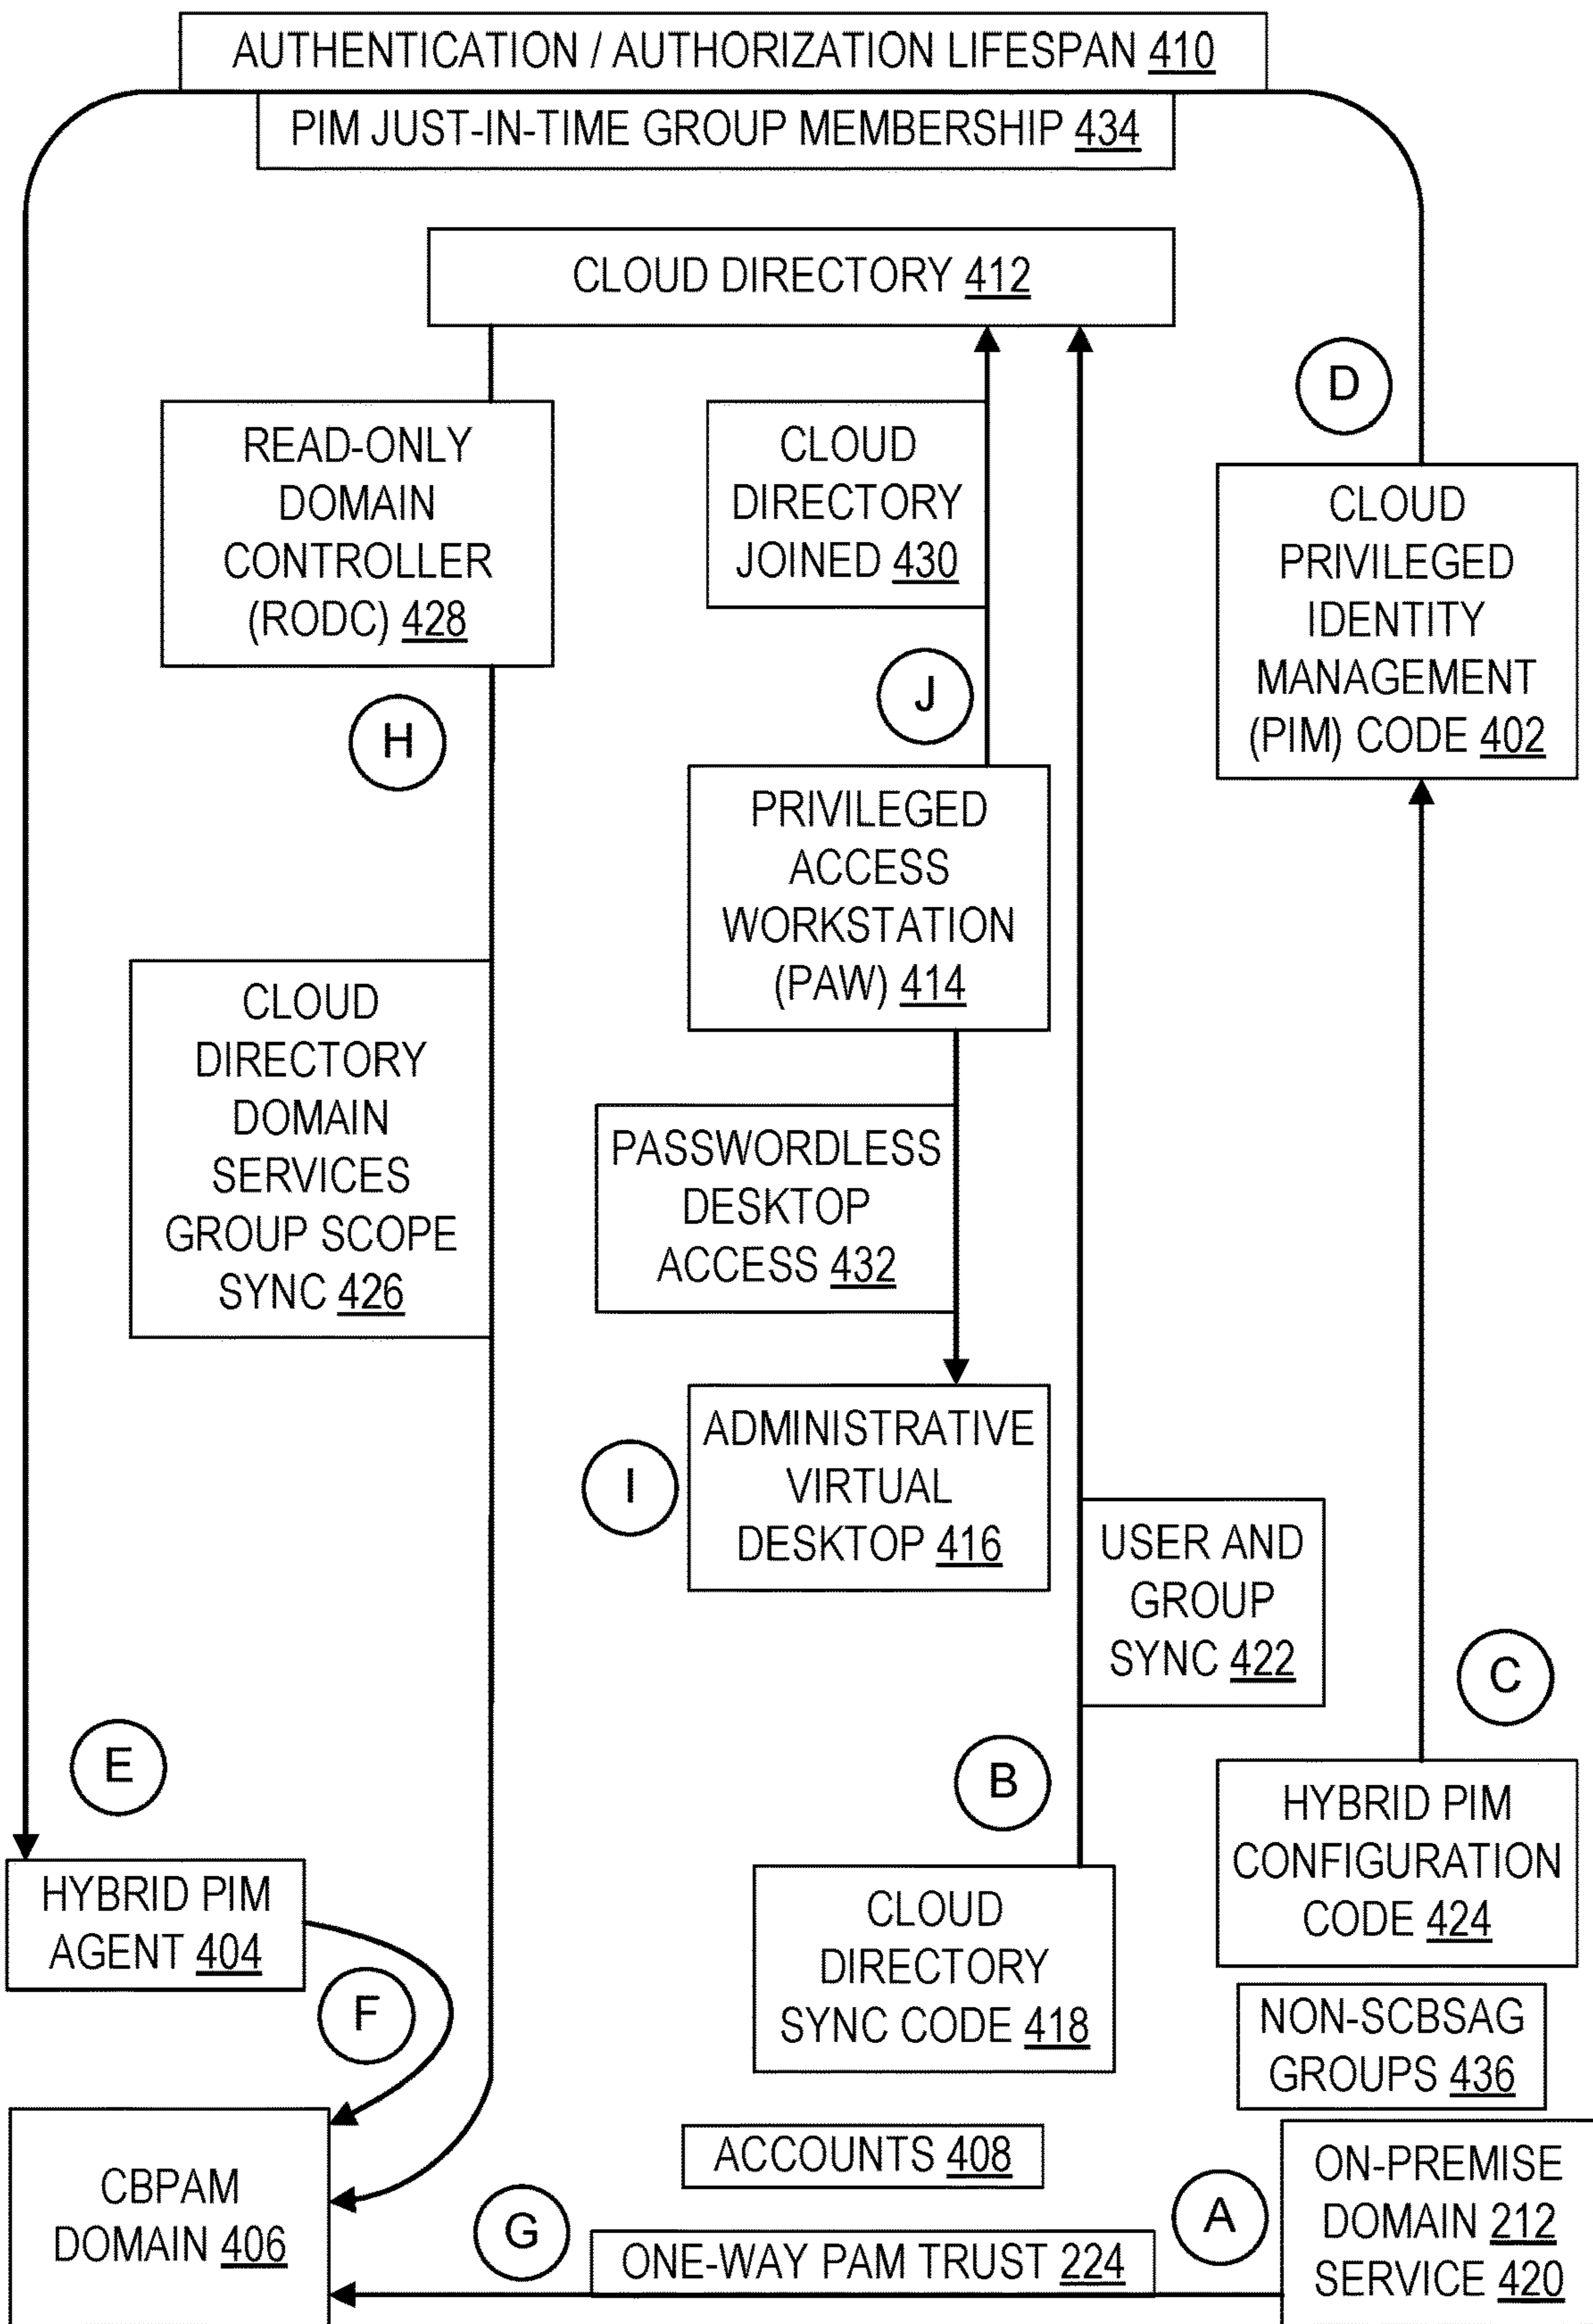 AUTHENTICATION / AUTHORIZATION LIFESPAN 410
PIM JUST-IN-TIME GROUP MEMBERSHIP 434
CLOUD DIRECTORY 412
D
READ-ONLY
DOMAIN
CONTROLLER
(RODC) 428
CLOUD
DIRECTORY
JOINED 430
CLOUD
PRIVILEGED
IDENTITY
MANAGEMENT
(PIM) CODE 402
H
J
PRIVILEGED
ACCESS
WORKSTATION
(PAW) 414
CLOUD
DIRECTORY
DOMAIN
SERVICES
GROUP SCOPE
SYNC 426
PASSWORDLESS
DESKTOP
ACCESS 432
I
ADMINISTRATIVE
VIRTUAL
DESKTOP 416
USER AND
GROUP
SYNC 422
C
E
B
HYBRID PIM
CONFIGURATION
CODE 424
HYBRID PIM
AGENT 404
F
CLOUD
DIRECTORY
SYNC CODE 418
NON-SCBSAG
GROUPS 436
CBPAM
DOMAIN 406
ACCOUNTS 408
G
ONE-WAY PAM TRUST 224
A
ON-PREMISE
DOMAIN 212
SERVICE 420